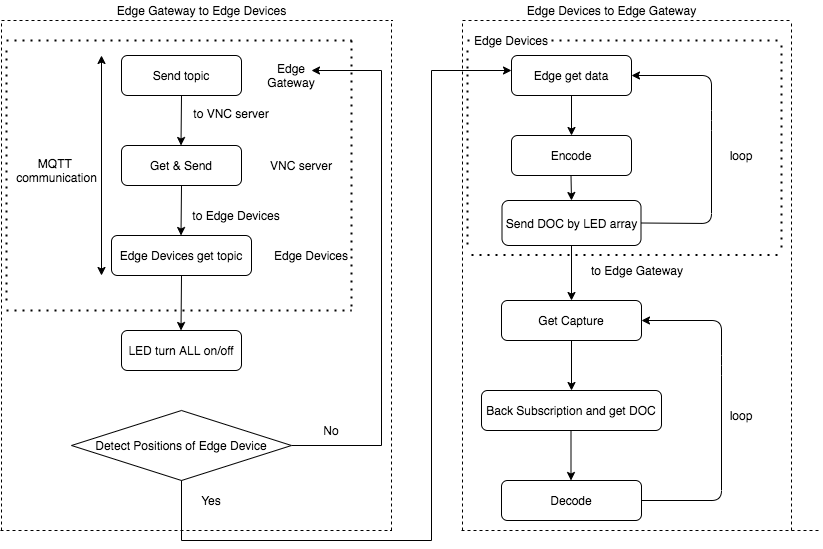 Edge Gateway to Edge Devices
Send topic
Edge
Gateway
to VNC server
MQTT
communication
Get & Send
VNC server
to Edge Devices
Edge Devices get topic
Edge Devices
LED turn ALL on/off
Detect Positions of Edge Device
No
Yes
Edge Devices to Edge Gateway
Edge Devices
Edge get data
Encode
loop
Send DOC by LED array
to Edge Gateway
Get Capture
Back Subscription and get DOC
loop
Decode